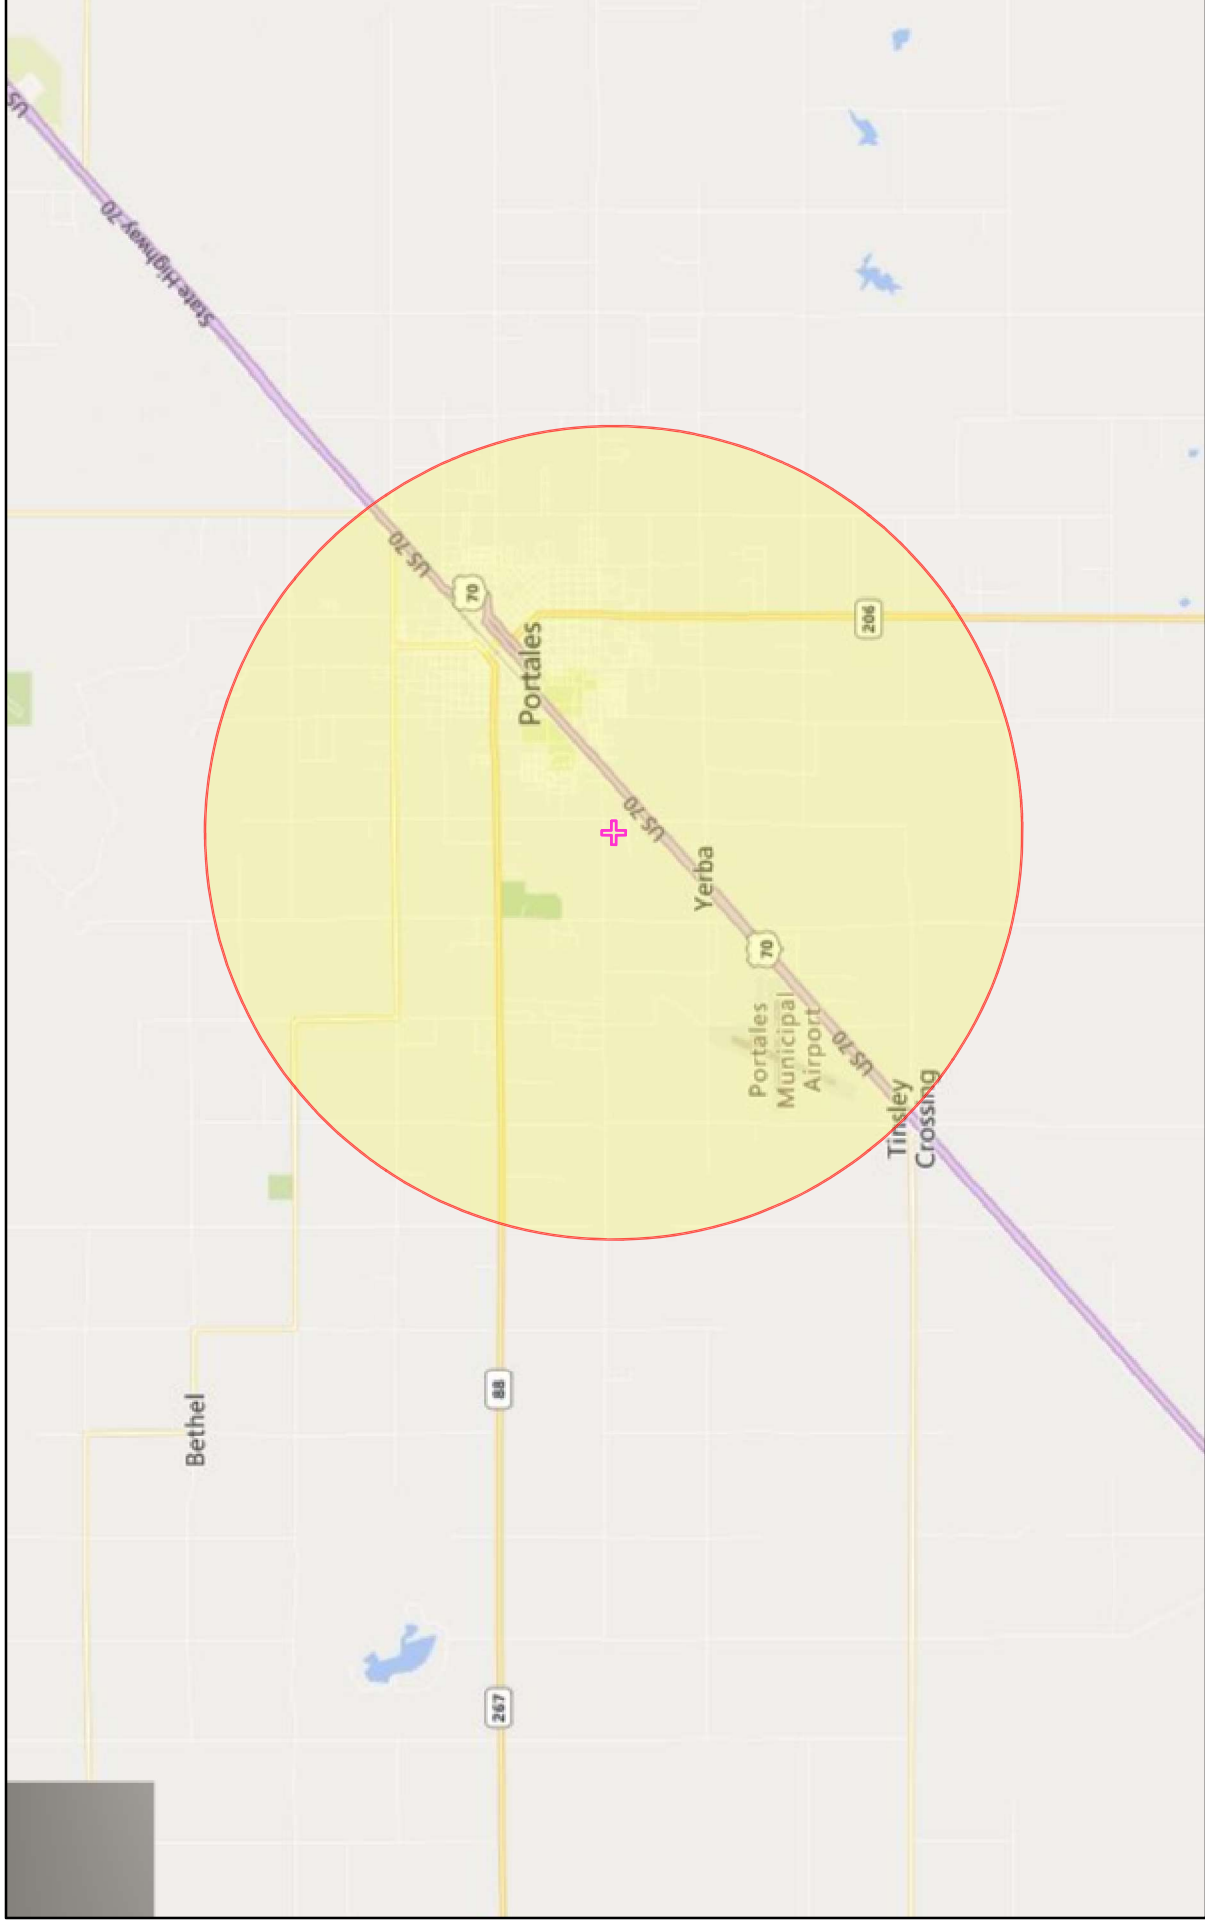 US
State Highway 70
US 70
70
Portales
206
US 70
Yerba
70
Portales
Municipal
Airport
US 70
Tinsley
Crossing
88
Bethel
267